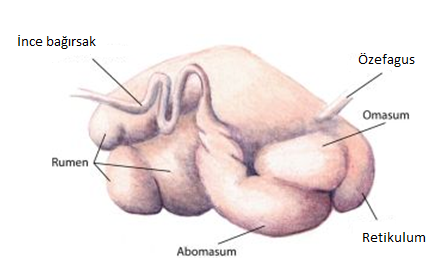 İnce bağırsak
Özefagus
Omasum
Rumen
Retikulum
Abomasum